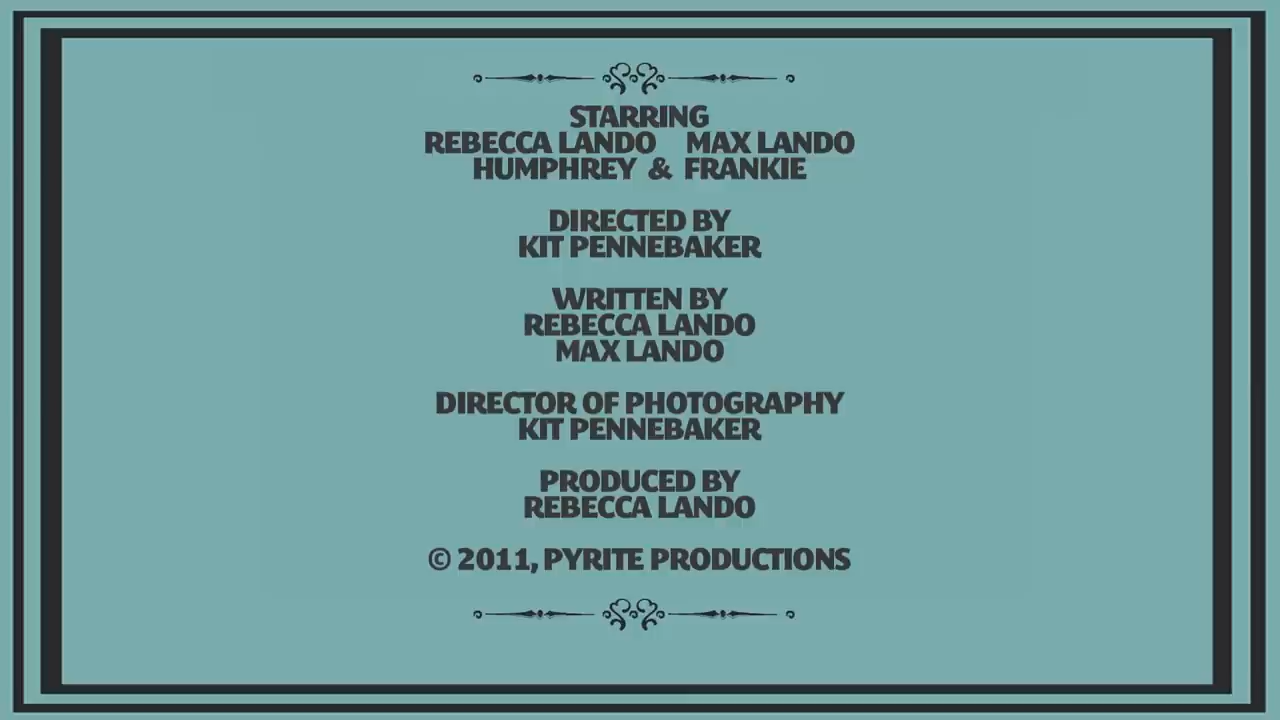 STARRING
REBECCA LANDO MAX LANDO
HUMPHREY & FRANKIE
DIRECTED BY
KIT PENNEBAKER
WRITTEN BY
REBECCA LANDO
MAX LANDO
DIRECTOR OF PHOTOGRAPHY
KIT PENNEBAKER
PRODUCED BY
REBECCA LANDO
© 2011, PYRITE PRODUCTIONS